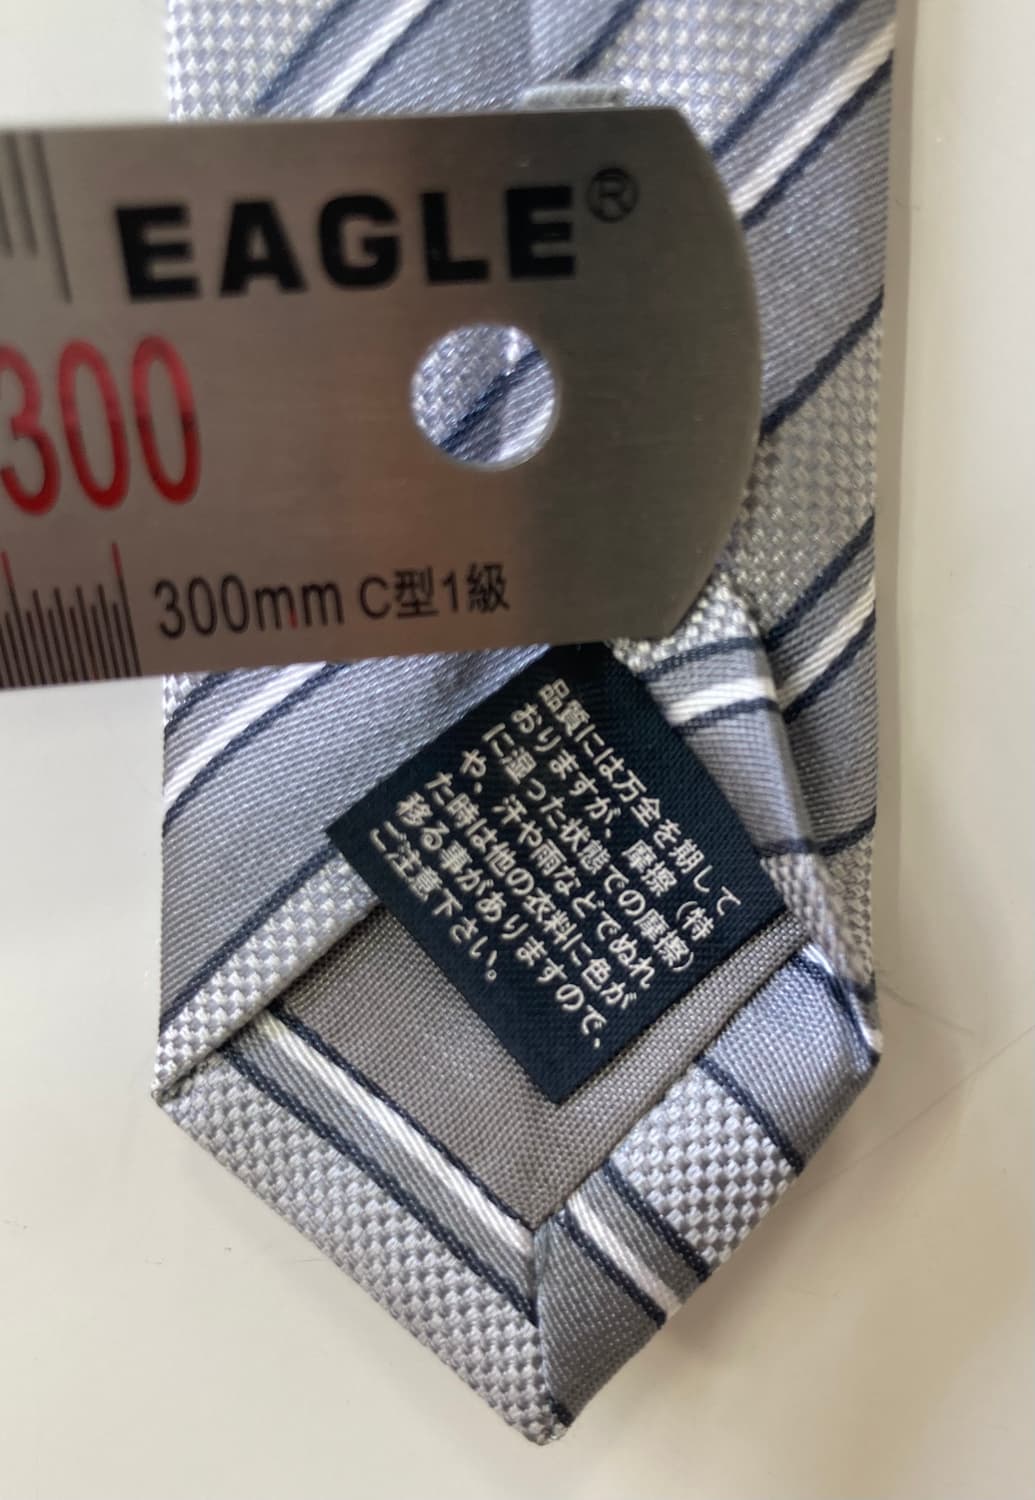 EAGLE®
300
300mm C型1級
品質には万全を期して
おりますが、摩擦（特
に湿った状態での摩擦）
や、汗や雨などでぬれ
た時は他の衣料に色が
移る事がありますので、
ご注意下さい。